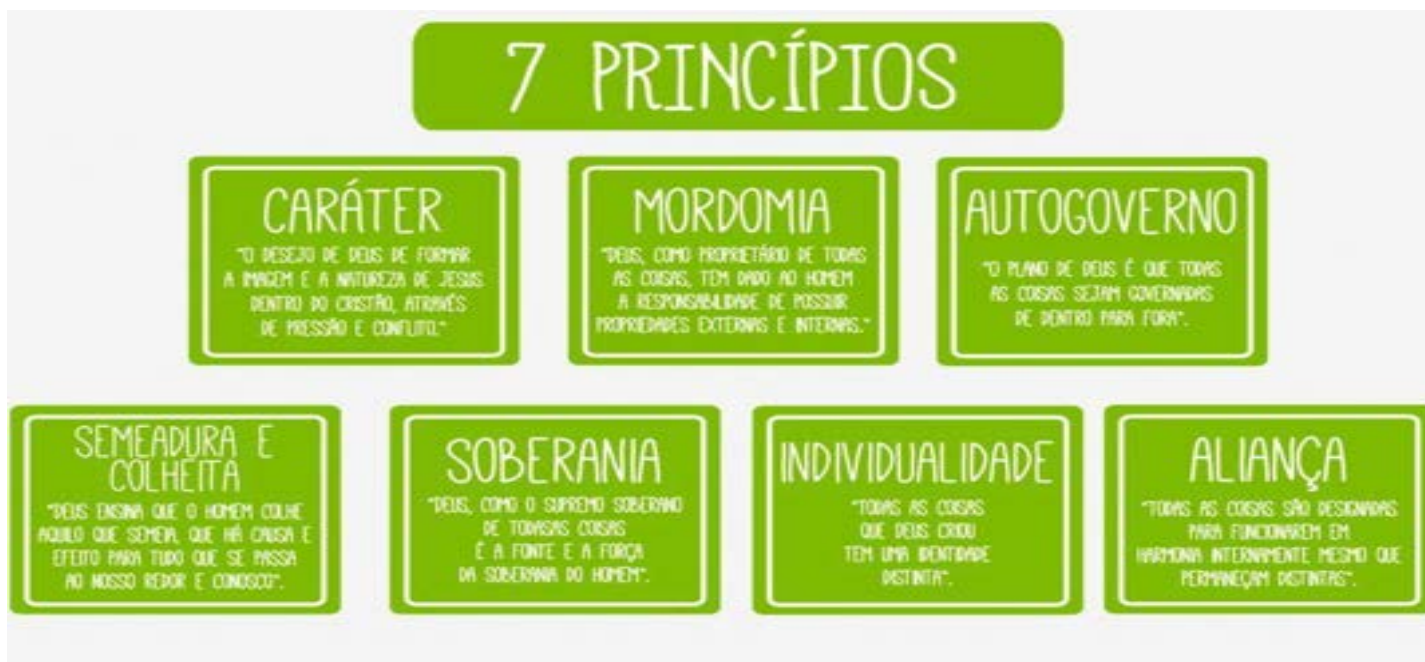 7 PRINCÍPIOS
CARÁTER
"O DESEJO DE DEUS DE FORMAR
A IMAGEM E A NATUREZA DE JESUS
DENTRO DO CRISTÃO, ATRAVÉS
DE PRESSÃO E CONFLITO."
MORDOMIA
"DEUS, COMO PROPRIETÁRIO DE TODAS
AS COISAS, TEM DADO AO HOMEM
A RESPONSABILIDADE DE POSSUIR
PROPRIEDADES EXTERNAS E INTERNAS."
AUTOGOVERNO
"O PLANO DE DEUS É QUE TODAS
AS COISAS SEJAM GOVERNADAS
DE DENTRO PARA FORA".
SEMEADURA E
COLHEITA
"DEUS ENSINA QUE O HOMEM COLHE
AQUILO QUE SEMEIA, QUE HÁ CAUSA E
EFEITO PARA TUDO QUE SE PASSA
AO NOSSO REDOR E CONOSCO".
SOBERANIA
"DEUS, COMO O SUPREMO SOBERANO
DE TODASAS COISAS
É A FONTE E A FORÇA
DA SOBERANIA DO HOMEM".
INDIVIDUALIDADE
"TODAS AS COISAS
QUE DEUS CRIOU
TEM UMA IDENTIDADE
DISTINTA".
ALIANÇA
"TODAS AS COISAS SÃO DESIGNADAS
PARA FUNCIONAREM EM
HARMONIA INTERNAMENTE MESMO QUE
PERMANEÇAM DISTINTAS".